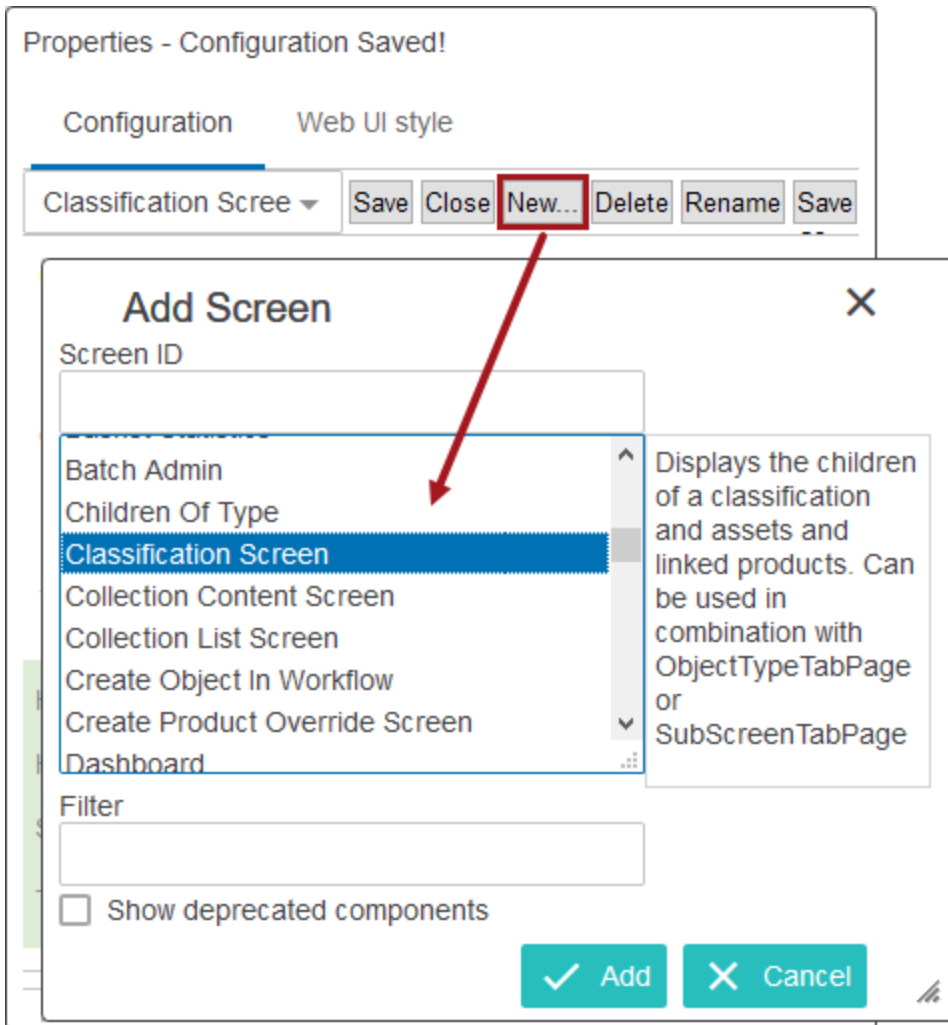 Properties - Configuration Saved!
Configuration Web UI style
Classification Scree Save Close New... Delete Rename Save
Add Screen
Screen ID
Batch Admin
Children Of Type
Classification Screen
Collection Content Screen
Collection List Screen
Create Object In Workflow
Create Product Override Screen
Dashboard
Displays the children
of a classification
and assets and
linked products. Can
be used in
combination with
ObjectTypeTabPage
or
SubScreenTabPage
Filter
Show deprecated components
Add Cancel